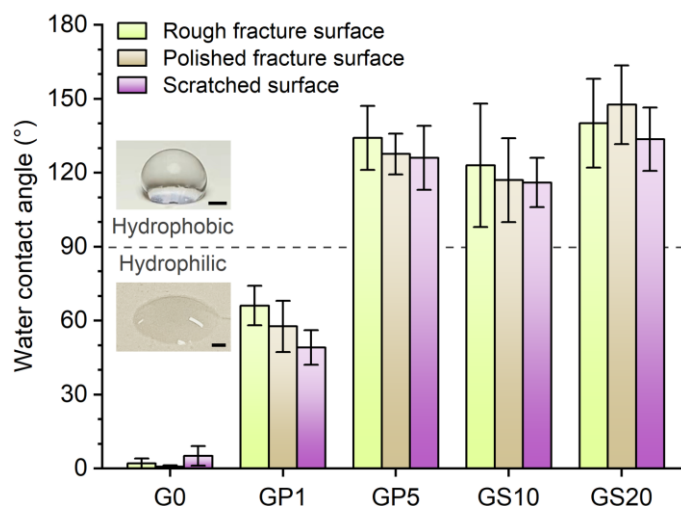 Rough fracture surface
Polished fracture surface
Scratched surface
Water contact angle (°)
180
150
120
90
60
30
0
Hydrophobic
Hydrophilic
G0 GP1 GP5 GS10 GS20